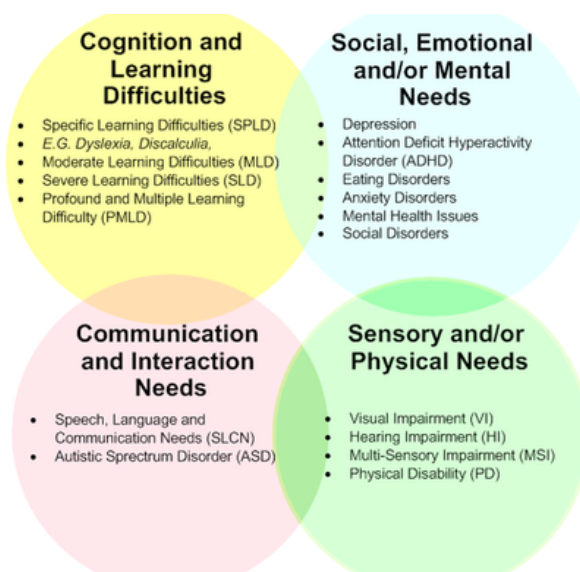 Cognition and
Learning
Difficulties
• Specific Learning Difficulties (SPLD)
• E.G. Dyslexia, Discalculia,
• Moderate Learning Difficulties (MLD)
• Severe Learning Difficulties (SLD)
• Profound and Multiple Learning
Difficulty (PMLD)
Social, Emotional
and/or Mental
Needs
• Depression
• Attention Deficit Hyperactivity
Disorder (ADHD)
• Eating Disorders
• Anxiety Disorders
• Mental Health Issues
• Social Disorders
Communication
and Interaction
Needs
• Speech, Language and
Communication Needs (SLCN)
• Autistic Sprectrum Disorder (ASD)
Sensory and/or
Physical Needs
• Visual Impairment (VI)
• Hearing Impairment (HI)
• Multi-Sensory Impairment (MSI)
• Physical Disability (PD)